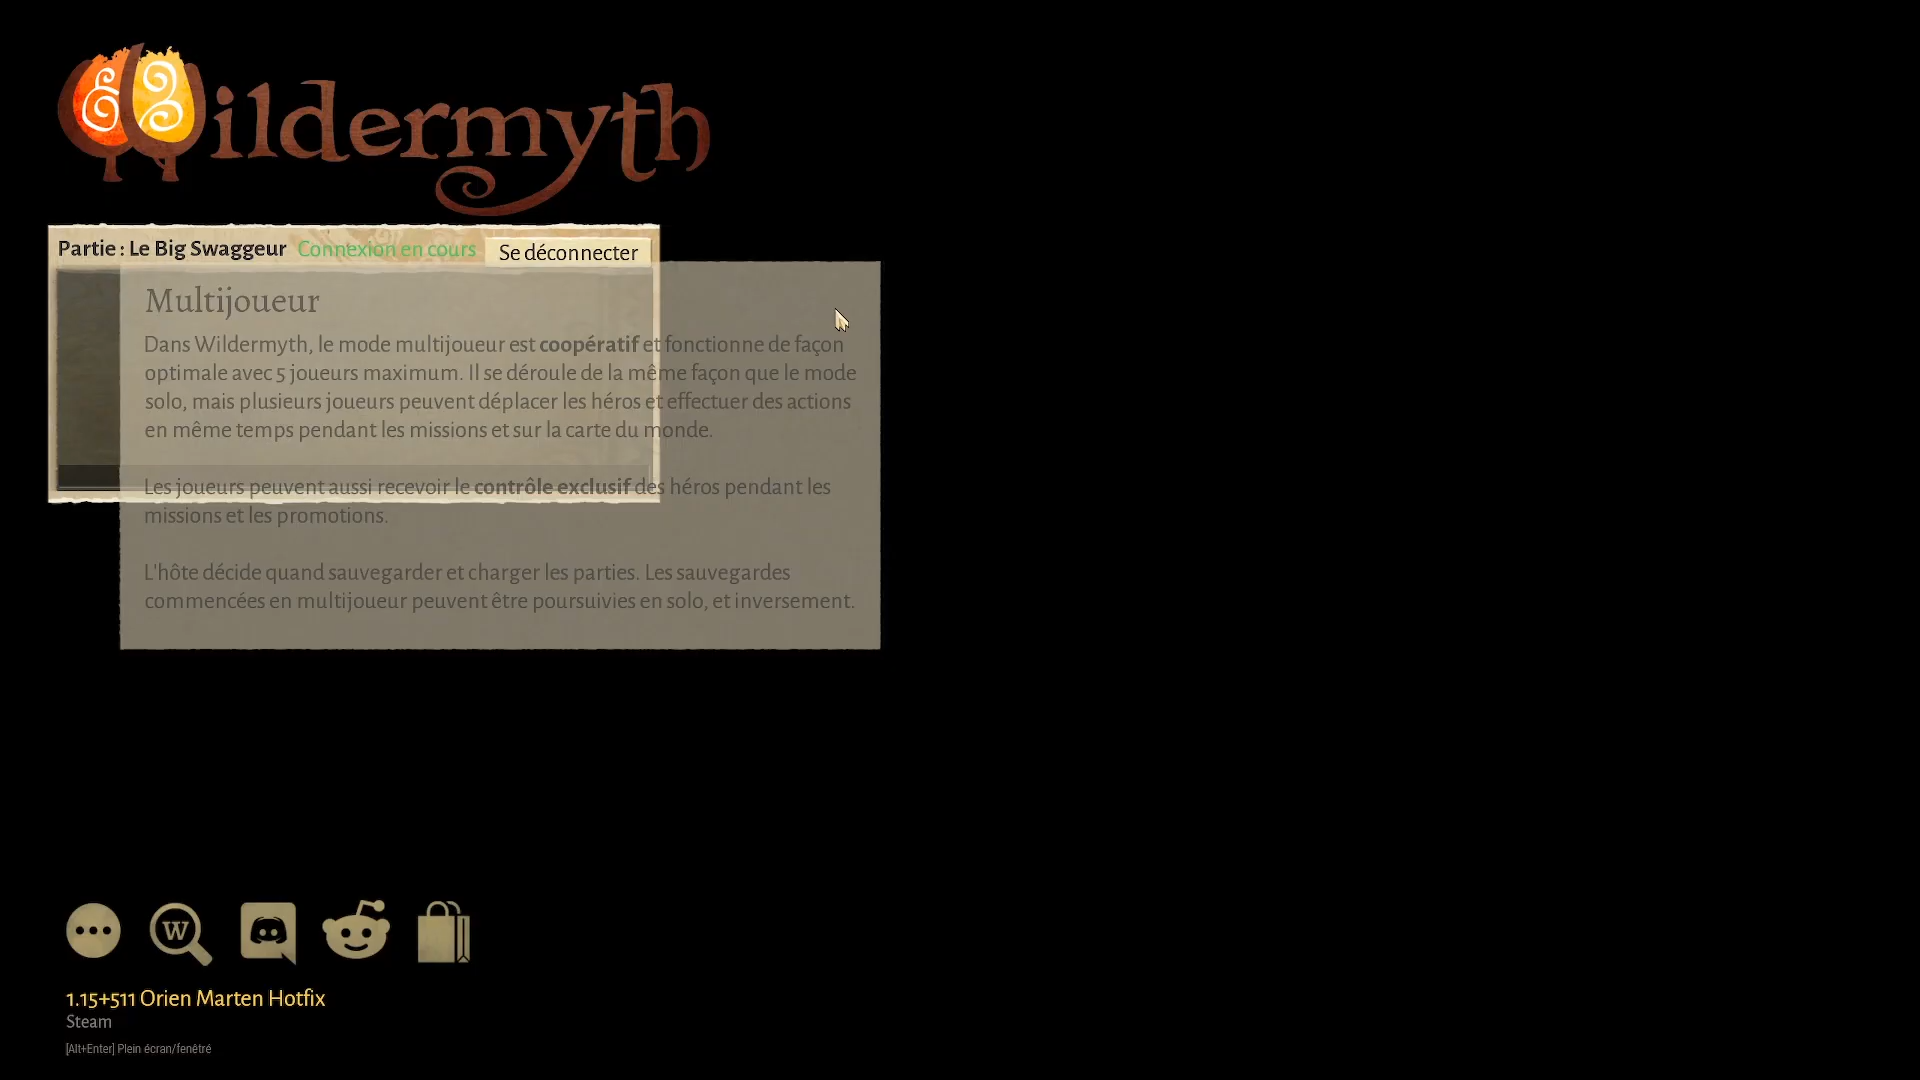 Wildermyth
Partie : Le Big Swaggeur Connexion en cours Se déconnecter
Multijoueur
Dans Wildermyth, le mode multijoueur est coopératif et fonctionne de façon
optimale avec 5 joueurs maximum. Il se déroule de la même façon que le mode
solo, mais plusieurs joueurs peuvent déplacer les héros et effectuer des actions
en même temps pendant les missions et sur la carte du monde.
Les joueurs peuvent aussi recevoir le contrôle exclusif des héros pendant les
missions et les promotions.
L'hôte décide quand sauvegarder et charger les parties. Les sauvegardes
commencées en multijoueur peuvent être poursuivies en solo, et inversement.
W
1.15+511 Orien Marten Hotfix
Steam
[Alt+Enter] Plein écran/fenêtré